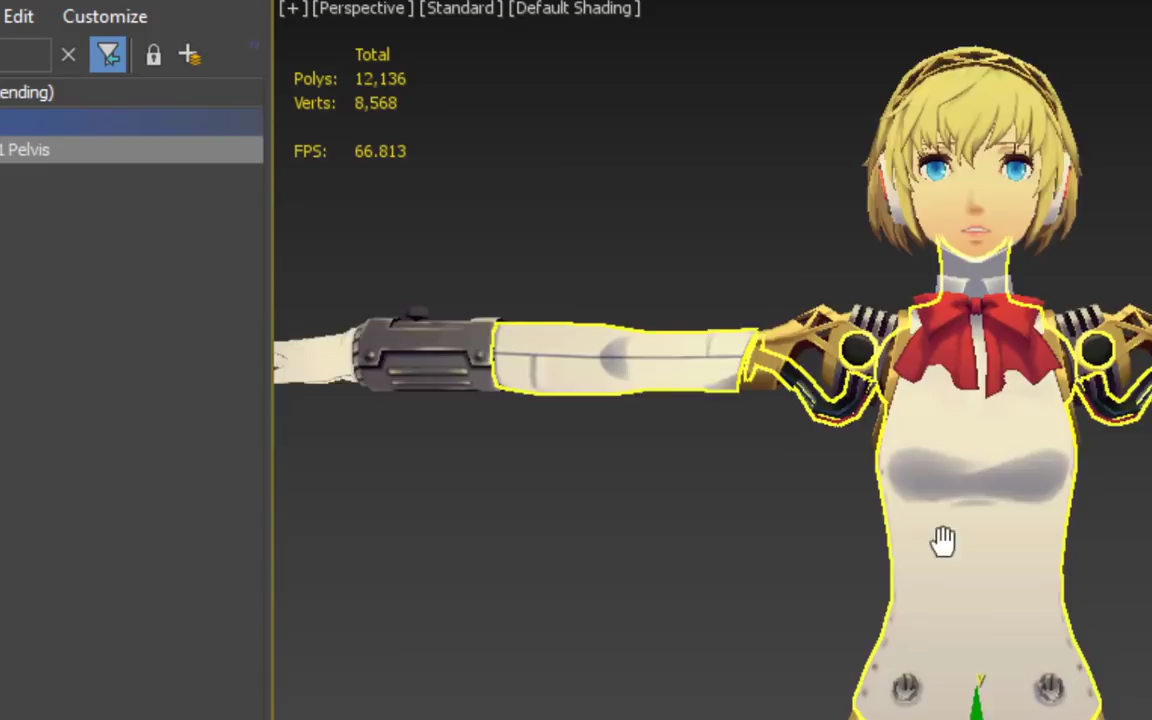 Edit Customize
[+] [Perspective ] [Standard ] [Default Shading ]
ending)
1 Pelvis
Total
Polys: 12,136
Verts: 8,568
FPS: 66.813
y